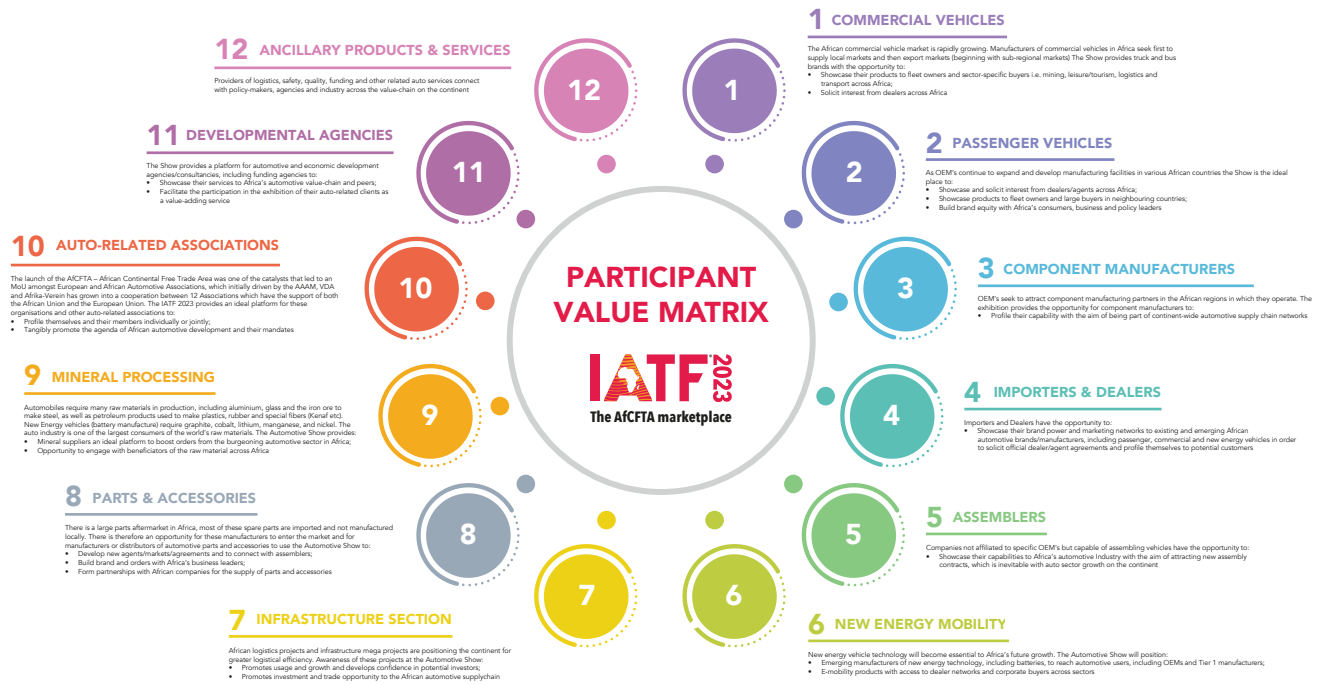 PARTICIPANT
VALUE MATRIX
IATF 2023
The AfCFTA marketplace
1 COMMERCIAL VEHICLES
The African commercial vehicle market is rapidly growing. Manufacturers of commercial vehicles in Africa seek first to
supply local markets and then export markets (beginning with sub-regional markets) The Show provides truck and bus
brands with the opportunity to:
• Showcase their products to fleet owners and sector-specific buyers i.e. mining, leisure/tourism, logistics and
transport across Africa;
• Solicit interest from dealers across Africa
1
2 PASSENGER VEHICLES
As OEM's continue to expand and develop manufacturing facilities in various African countries the Show is the ideal
place to:
• Showcase and solicit interest from dealers/agents across Africa;
• Showcase products to fleet owners and large buyers in neighbouring countries;
• Build brand equity with Africa's consumers, business and policy leaders
2
3 COMPONENT MANUFACTURERS
OEM's seek to attract component manufacturing partners in the African regions in which they operate. The
exhibition provides the opportunity for component manufacturers to:
• Profile their capability with the aim of being part of continent-wide automotive supply chain networks
3
4 IMPORTERS & DEALERS
Importers and Dealers have the opportunity to:
• Showcase their brand power and marketing networks to existing and emerging African
automotive brands/manufacturers, including passenger, commercial and new energy vehicles in order
to solicit official dealer/agent agreements and profile themselves to potential customers
4
5 ASSEMBLERS
Companies not affiliated to specific OEM's but capable of assembling vehicles have the opportunity to:
• Showcase their capabilities to Africa's automotive Industry with the aim of attracting new assembly
contracts, which is inevitable with auto sector growth on the continent
5
6 NEW ENERGY MOBILITY
New energy vehicle technology will become essential to Africa's future growth. The Automotive Show will position:
• Emerging manufacturers of new energy technology, including batteries, to reach automotive users, including OEMs and Tier 1 manufacturers;
• E-mobility products with access to dealer networks and corporate buyers across sectors
6
7 INFRASTRUCTURE SECTION
African logistics projects and infrastructure mega projects are positioning the continent for
greater logistical efficiency. Awareness of these projects at the Automotive Show:
• Promotes usage and growth and develops confidence in potential investors;
• Promotes investment and trade opportunity to the African automotive supplychain
7
8 PARTS & ACCESSORIES
There is a large parts aftermarket in Africa, most of these spare parts are imported and not manufactured
locally. There is therefore an opportunity for these manufacturers to enter the market and for
manufacturers or distributors of automotive parts and accessories to use the Automotive Show to:
• Develop new agents/markets/agreements and to connect with assemblers;
• Build brand and orders with Africa's business leaders;
• Form partnerships with African companies for the supply of parts and accessories
8
9 MINERAL PROCESSING
Automobiles require many raw materials in production, including aluminium, glass and the iron ore to
make steel, as well as petroleum products used to make plastics, rubber and special fibers (Kenaf etc).
New Energy vehicles (battery manufacture) require graphite, cobalt, lithium, manganese, and nickel. The
auto industry is one of the largest consumers of the world's raw materials. The Automotive Show provides:
• Mineral suppliers an ideal platform to boost orders from the burgeoning automotive sector in Africa;
• Opportunity to engage with beneficiators of the raw material across Africa
9
10 AUTO-RELATED ASSOCIATIONS
The launch of the AfCFTA – African Continental Free Trade Area was one of the catalysts that led to an
MoU amongst European and African Automotive Associations, which initially driven by the AAAM, VDA
and Afrika-Verein has grown into a cooperation between 12 Associations which have the support of both
the African Union and the European Union. The IATF 2023 provides an ideal platform for these
organisations and other auto-related associations to:
• Profile themselves and their members individually or jointly;
• Tangibly promote the agenda of African automotive development and their mandates
10
11 DEVELOPMENTAL AGENCIES
The Show provides a platform for automotive and economic development
agencies/consultancies, including funding agencies to:
• Showcase their services to Africa's automotive value-chain and peers;
• Facilitate the participation in the exhibition of their auto-related clients as
a value-adding service
11
12 ANCILLARY PRODUCTS & SERVICES
Providers of logistics, safety, quality, funding and other related auto services connect
with policy-makers, agencies and industry across the value-chain on the continent
12